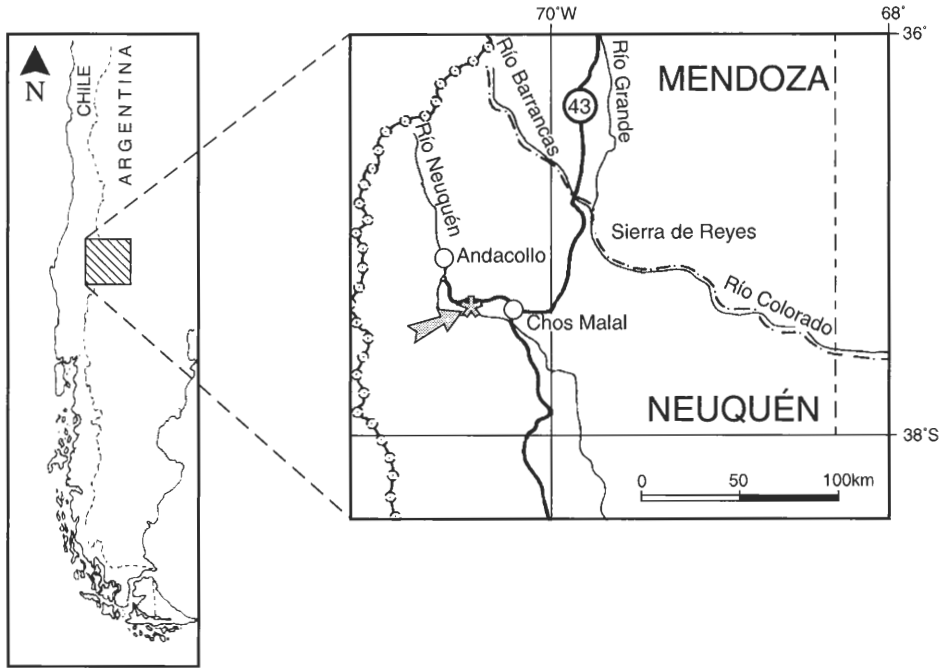 70°W
68°
36°
N
CHILE
ARGENTINA
Río Barrancas
Río Grande
MENDOZA
43
Río Neuquén
Sierra de Reyes
Andacollo
Río Colorado
Chos Malal
NEUQUÉN
38°S
0 50 100km